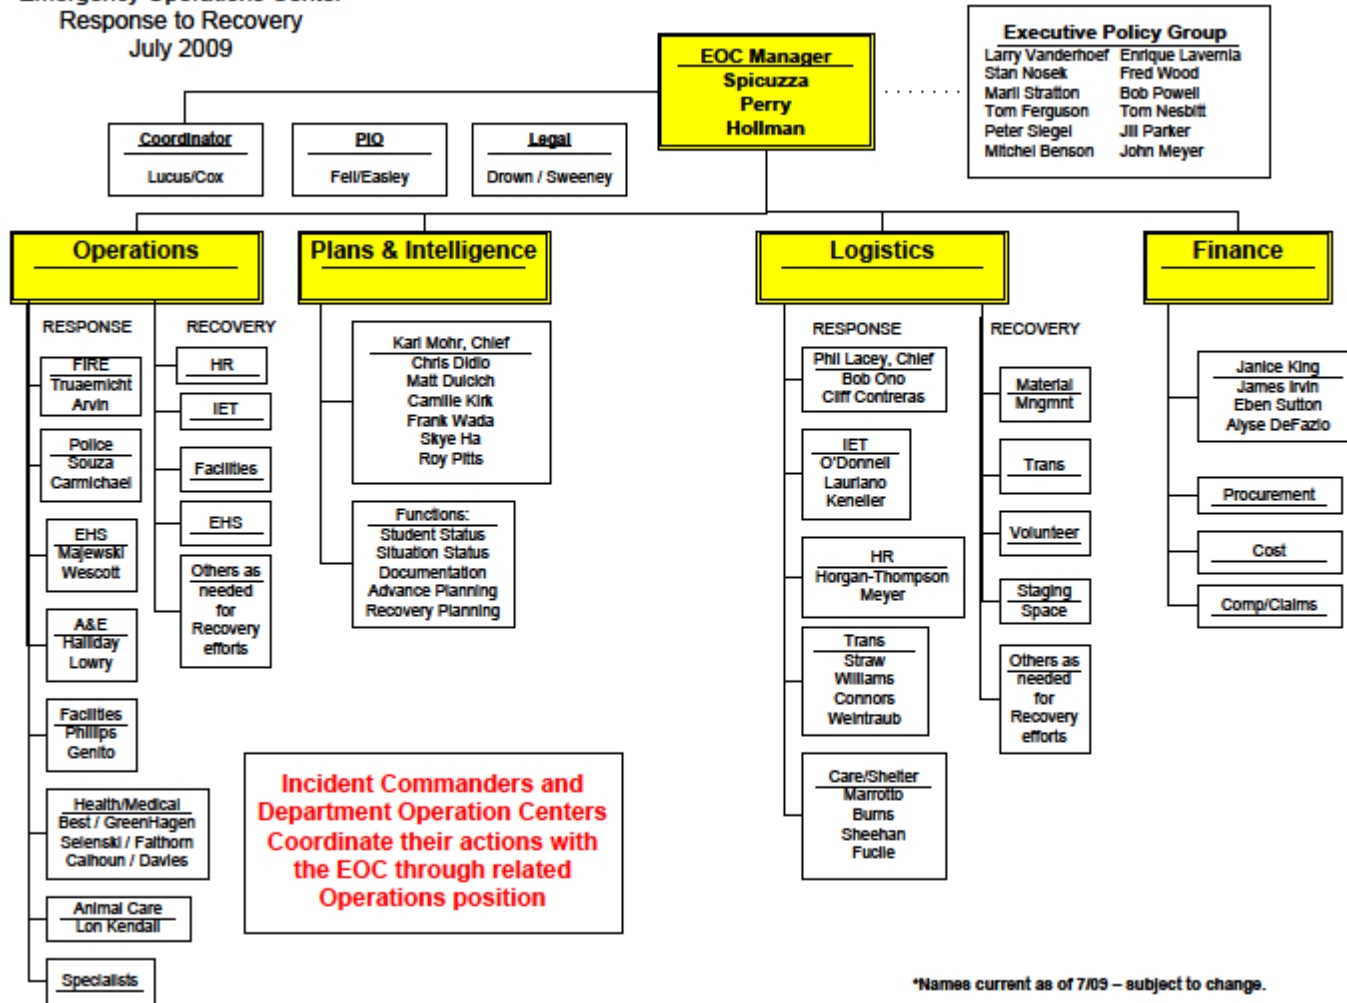 Emergency Operations Center
Response to Recovery
July 2009
EOC Manager
Spicuzza
Perry
Hollman
Executive Policy Group
Larry Vanderhoef Enrique Lavernia
Stan Nosek Fred Wood
Maril Stratton Bob Powell
Tom Ferguson Tom Nesbitt
Peter Siegel Jill Parker
Mitchel Benson John Meyer
Coordinator
Lucus/Cox
PIO
Fell/Easley
Legal
Drown / Sweeney
Operations
RESPONSE
FIRE
Truaemicht
Arvin
Police
Souza
Carmichael
EHS
Majewski
Wescott
A&E
Halliday
Lowry
Facilities
Phillips
Genito
Health/Medical
Best / GreenHagen
Selenski / Falthorn
Calhoun / Davies
Animal Care
Lon Kendall
Specialists
RECOVERY
HR
IET
Facilities
EHS
Others as
needed
for
Recovery
efforts
Plans & Intelligence
Karl Mohr, Chief
Chris Didio
Matt Dulcich
Camille Kirk
Frank Wada
Skye Ha
Roy Pitts
Functions:
Student Status
Situation Status
Documentation
Advance Planning
Recovery Planning
Logistics
RESPONSE
Phil Lacey, Chief
Bob Ono
Cliff Contreras
IET
O'Donnell
Lauriano
Keneller
HR
Horgan-Thompson
Meyer
Trans
Straw
Williams
Connors
Weintraub
Care/Shelter
Marrotto
Burns
Sheehan
Fucile
RECOVERY
Material
Mngmnt
Trans
Volunteer
Staging
Space
Others as
needed
for
Recovery
efforts
Finance
Janice King
James Irvin
Eben Sutton
Alyse DeFazio
Procurement
Cost
Comp/Claims
Incident Commanders and
Department Operation Centers
Coordinate their actions with
the EOC through related
Operations position
*Names current as of 7/09 – subject to change.